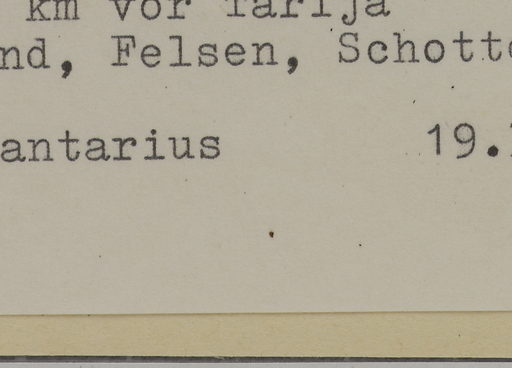 km vor Tarija
nd, Felsen, Schott
antarius 19.